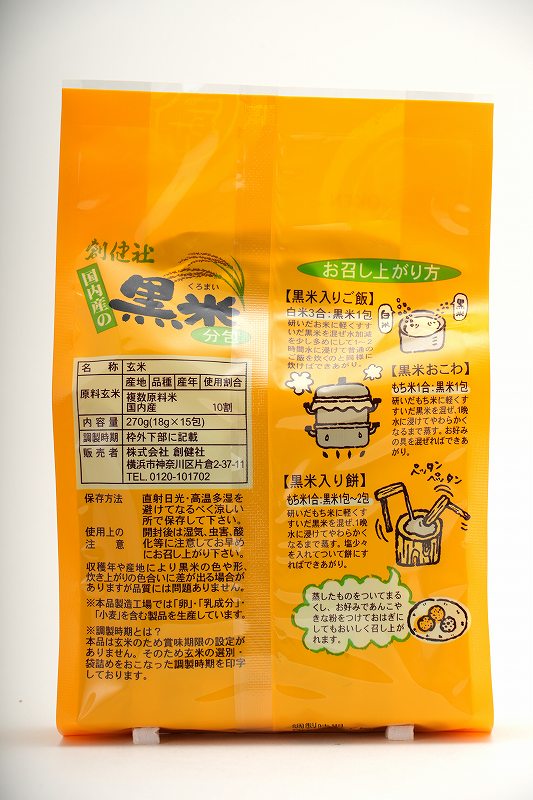 創健社
国内産の
くろまい
黒米
分包
名 称 玄米
原料玄米 産地 品種 産年 使用割合
複数原料米
国内産 10割
内 容 量 270g(18g×15包)
調製時期 枠外下部に記載
販 売 者 株式会社 創健社
横浜市神奈川区片倉2-37-11
TEL. 0120-101702
保存方法 直射日光・高温多湿を
避けてなるべく涼しい
所で保存して下さい。
使用上の 開封後は湿気、虫害、酸
注 意 化等に注意してお早め
にお召し上がり下さい。
収穫年や産地により黒米の色や形、
炊き上がりの色合いに差が出る場合が
ありますが品質には問題ありません。
※本品製造工場では「卵」・「乳成分」・
「小麦」を含む製品を生産しています。
※調製時期とは?
本品は玄米のため賞味期限の設定が
ありません。そのため玄米の選別・
袋詰めをおこなった調製時期を印字
しております。
お召し上がり方
【黒米入りご飯】
白米3合:黒米1包
研いだお米に軽くすす
いだ黒米を混ぜ水加減
を少し多めにして1~2
時間水に浸けて普通の
ご飯を炊くのと同様に
炊けばできあがり。
白米
黒米
【黒米おこわ】
もち米1合:黒米1包
研いだもち米に軽くす
すいだ黒米を混ぜ、1晩
水に浸けてやわらかく
なるまで蒸す。お好み
の具を混ぜればできあ
がり。
【黒米入り餅】
もち米1合:黒米1包~2包
研いだもち米に軽くす
すいだ黒米を混ぜ、1晩
水に浸けてやわらかく
なるまで蒸す。塩少々
を入れてついて餅にす
ればできあがり。
ペッタン
ペッタン
蒸したものをついてまる
くし、お好みであんこや
きな粉をつけておはぎに
してもおいしく召し上が
れます。